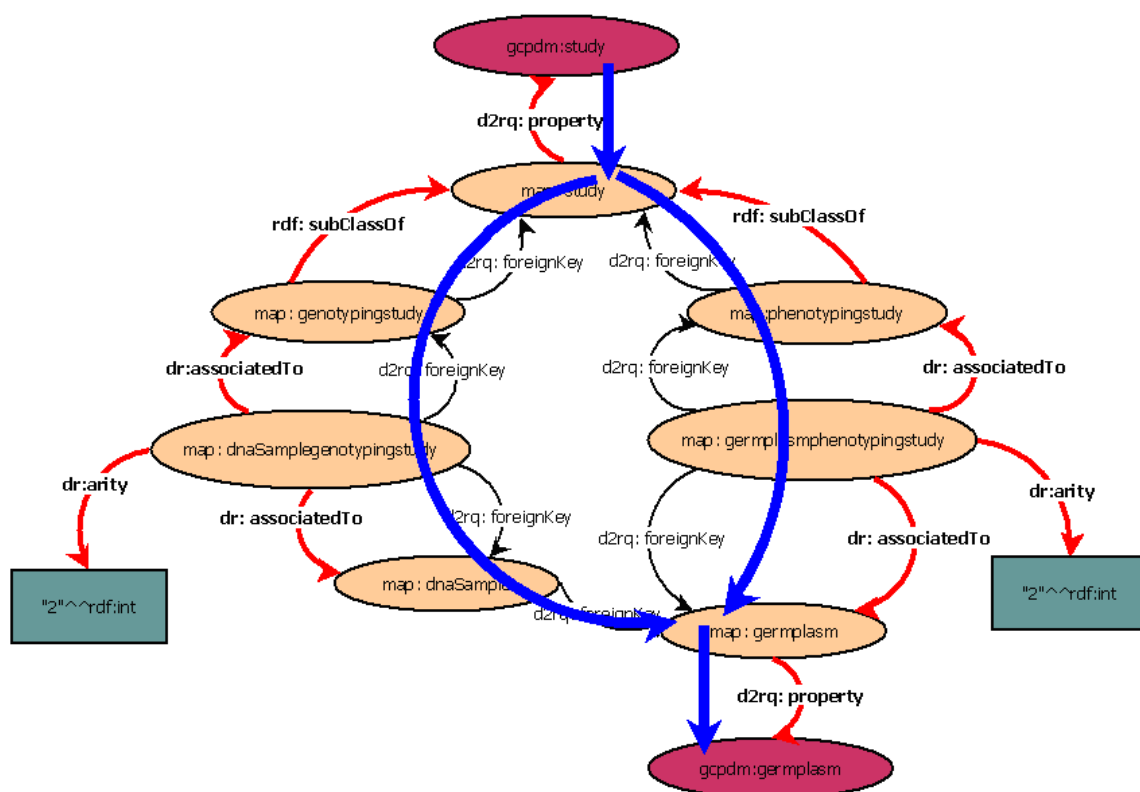 gcpdm:study
d2rq: property
map: study
rdf: subClassOf
rdf: subClassOf
d2rq: foreignKey
d2rq: foreignKey
map: genotypingstudy
map:phenotypingstudy
dr:associatedTo
d2rq: foreignKey
d2rq: foreignKey
dr: associatedTo
map: dnaSamplegenotypingstudy
map: germplasmphenotypingstudy
dr:arity
dr:arity
dr: associatedTo
d2rq: foreignKey
d2rq: foreignKey
dr: associatedTo
map: dnaSample
"2"^^rdf:int
"2"^^rdf:int
d2rq: foreignKey
map: germplasm
d2rq: property
gcpdm:germplasm